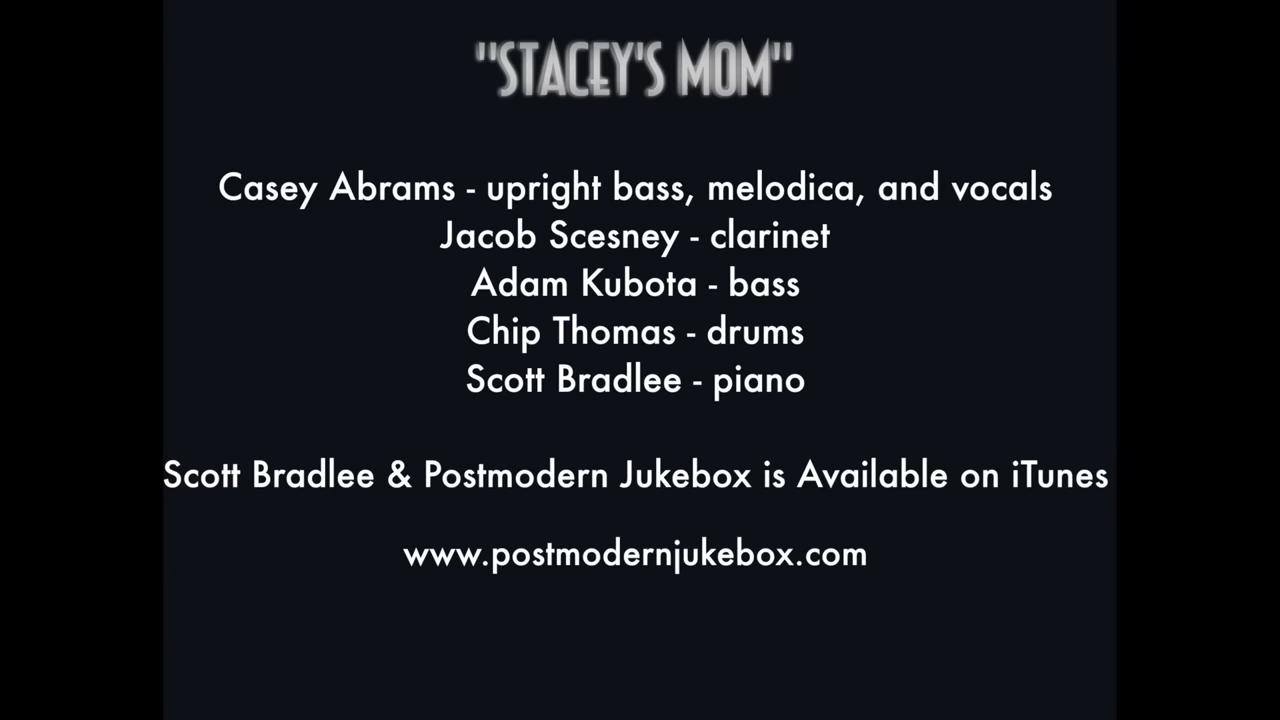 "STACEY'S MOM"
Casey Abrams - upright bass, melodica, and vocals
Jacob Scesney - clarinet
Adam Kubota - bass
Chip Thomas - drums
Scott Bradlee - piano
Scott Bradlee & Postmodern Jukebox is Available on iTunes
www.postmodernjukebox.com